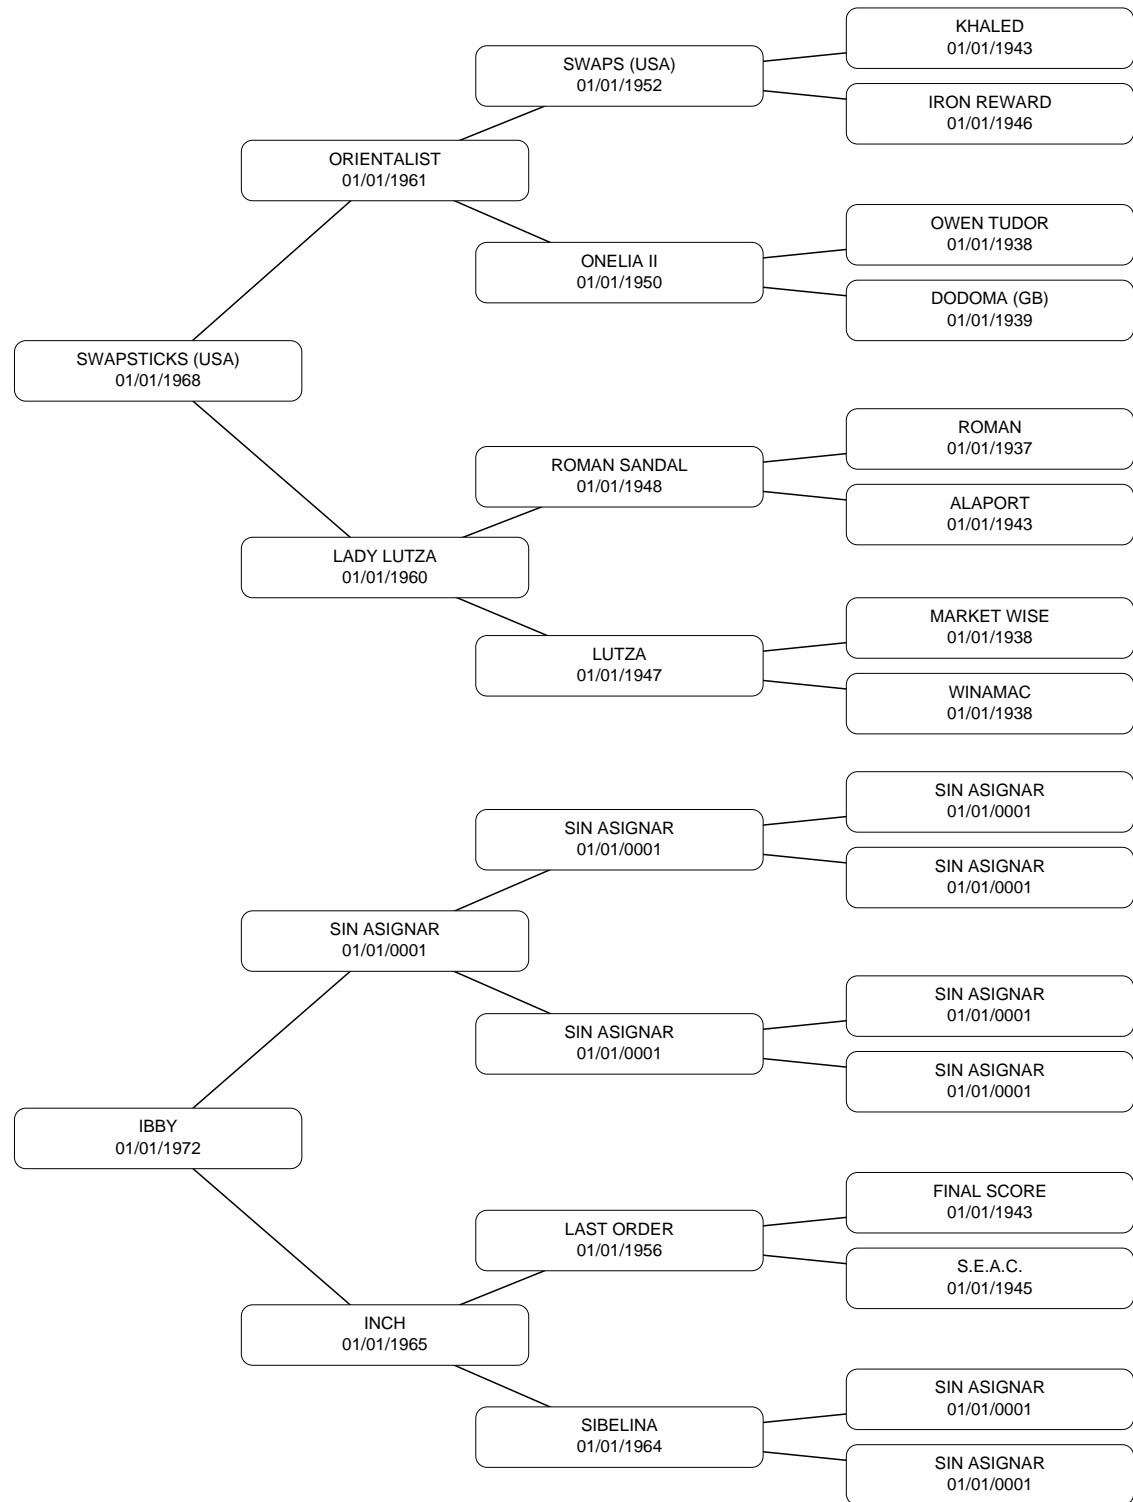 KHALED
01/01/1943
SWAPS (USA)
01/01/1952
IRON REWARD
01/01/1946
ORIENTALIST
01/01/1961
OWEN TUDOR
01/01/1938
ONELIA II
01/01/1950
DODOMA (GB)
01/01/1939
SWAPSTICKS (USA)
01/01/1968
ROMAN
01/01/1937
ROMAN SANDAL
01/01/1948
ALAPORT
01/01/1943
LADY LUTZA
01/01/1960
MARKET WISE
01/01/1938
LUTZA
01/01/1947
WINAMAC
01/01/1938
SIN ASIGNAR
01/01/0001
SIN ASIGNAR
01/01/0001
SIN ASIGNAR
01/01/0001
SIN ASIGNAR
01/01/0001
SIN ASIGNAR
01/01/0001
SIN ASIGNAR
01/01/0001
SIN ASIGNAR
01/01/0001
IBBY
01/01/1972
FINAL SCORE
01/01/1943
LAST ORDER
01/01/1956
S.E.A.C.
01/01/1945
INCH
01/01/1965
SIN ASIGNAR
01/01/0001
SIBELINA
01/01/1964
SIN ASIGNAR
01/01/0001